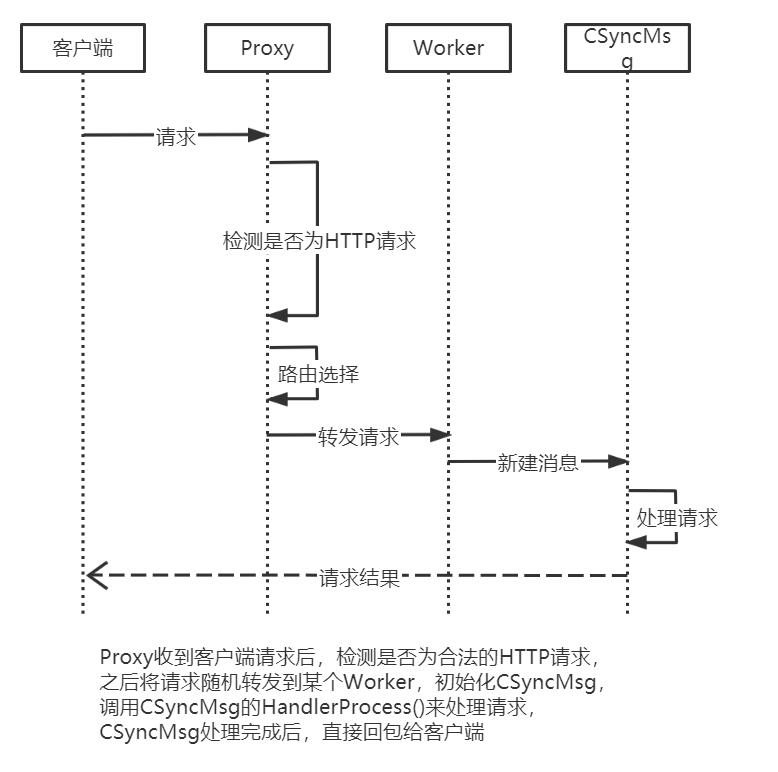 客户端
Proxy
Worker
CSyncMs
g
请求
检测是否为HTTP请求
路由选择
转发请求
新建消息
处理请求
请求结果
Proxy收到客户端请求后，检测是否为合法的HTTP请求，
之后将请求随机转发到某个Worker，初始化CSyncMsg，
调用CSyncMsg的HandlerProcess()来处理请求，
CSyncMsg处理完成后，直接回包给客户端